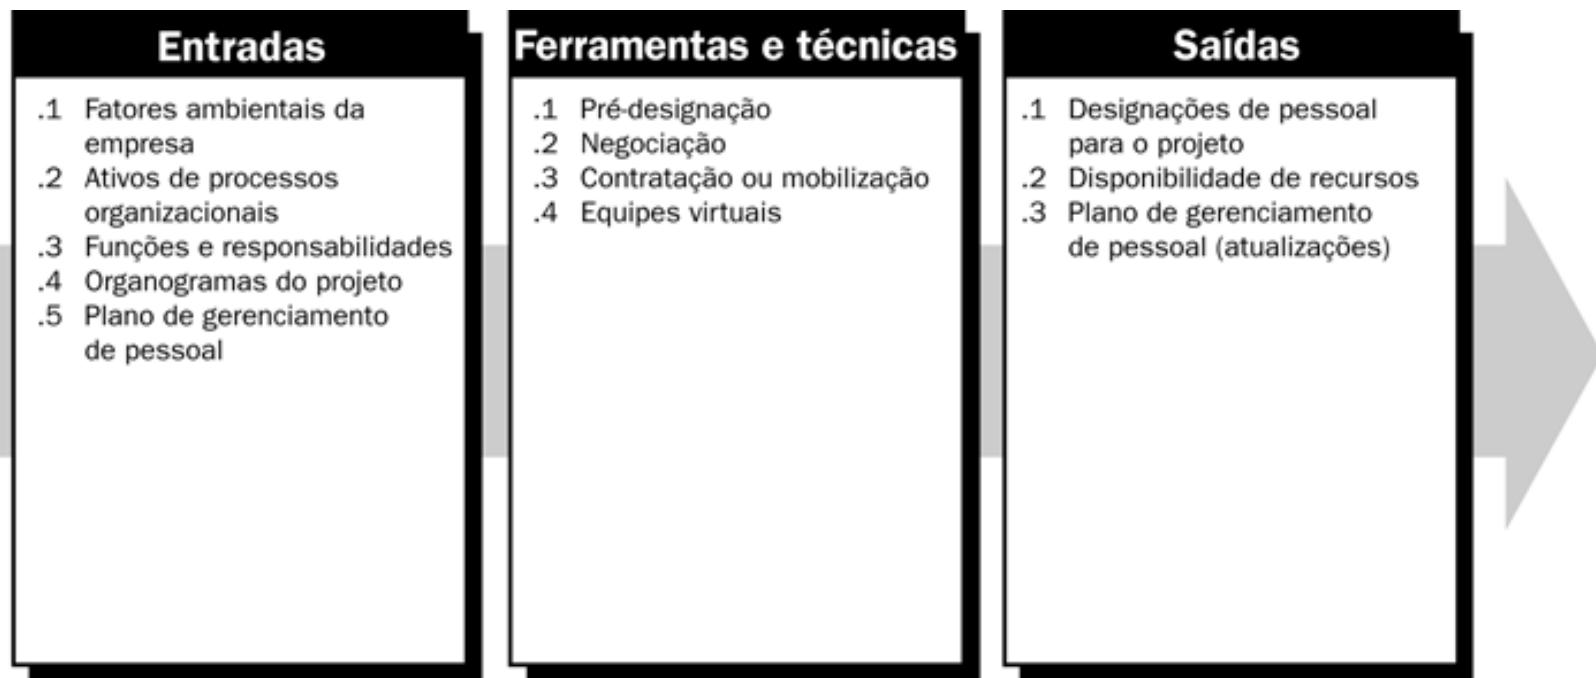 Entradas
.1 Fatores ambientais da
empresa
.2 Ativos de processos
organizacionais
.3 Funções e responsabilidades
.4 Organogramas do projeto
.5 Plano de gerenciamento
de pessoal
Ferramentas e técnicas
.1 Pré-designação
.2 Negociação
.3 Contratação ou mobilização
.4 Equipes virtuais
Saídas
.1 Designações de pessoal
para o projeto
.2 Disponibilidade de recursos
.3 Plano de gerenciamento
de pessoal (atualizações)